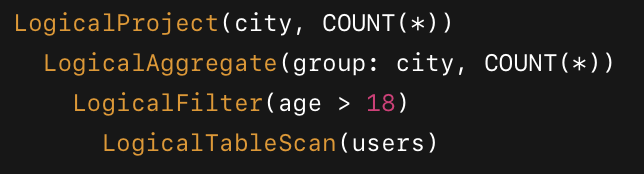 LogicalProject(city, COUNT(*))
LogicalAggregate(group: city, COUNT(*))
LogicalFilter(age > 18)
LogicalTableScan(users)